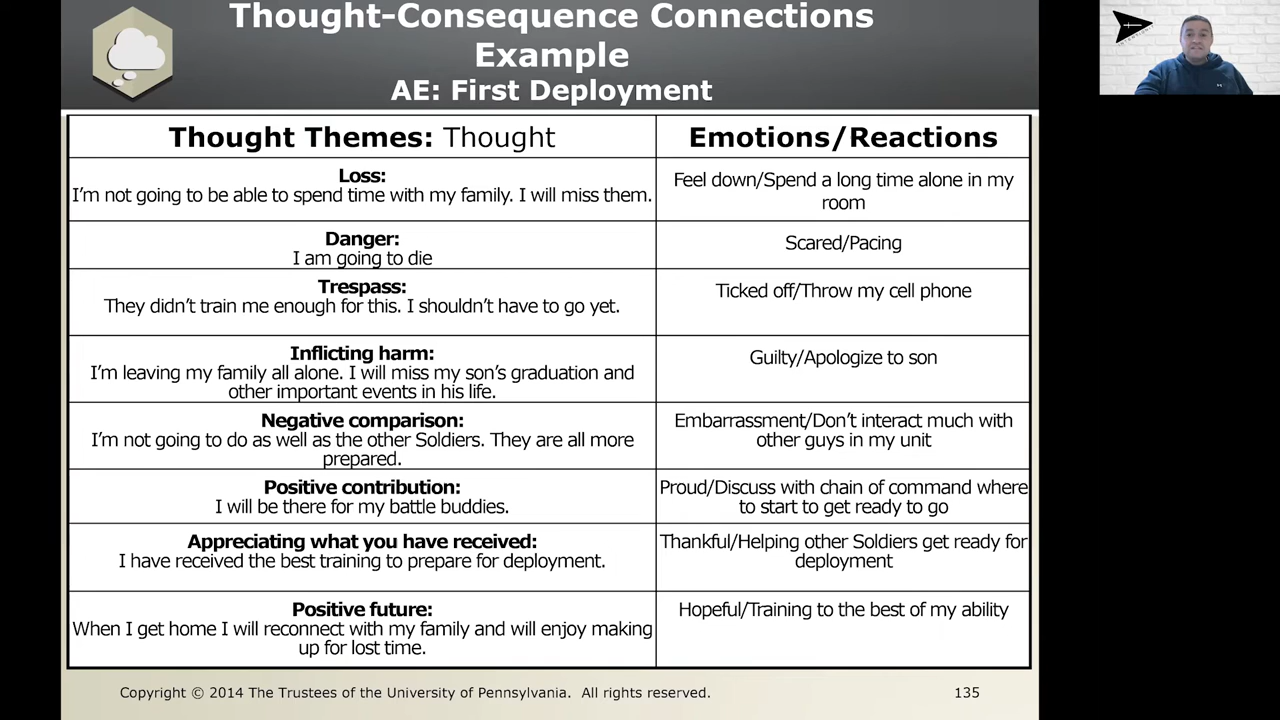 Thought-Consequence Connections
Example
AE: First Deployment
Thought Themes: Thought
Emotions/Reactions
Loss:
I'm not going to be able to spend time with my family. I will miss them.
Feel down/Spend a long time alone in my
room
Danger:
I am going to die
Scared/Pacing
Trespass:
They didn't train me enough for this. I shouldn't have to go yet.
Ticked off/Throw my cell phone
Inflicting harm:
I'm leaving my family all alone. I will miss my son's graduation and
other important events in his life.
Guilty/Apologize to son
Negative comparison:
I'm not going to do as well as the other Soldiers. They are all more
prepared.
Embarrassment/Don't interact much with
other guys in my unit
Positive contribution:
I will be there for my battle buddies.
Proud/Discuss with chain of command where
to start to get ready to go
Appreciating what you have received:
I have received the best training to prepare for deployment.
Thankful/Helping other Soldiers get ready for
deployment
Positive future:
When I get home I will reconnect with my family and will enjoy making
up for lost time.
Hopeful/Training to the best of my ability
Copyright © 2014 The Trustees of the University of Pennsylvania. All rights reserved.
135